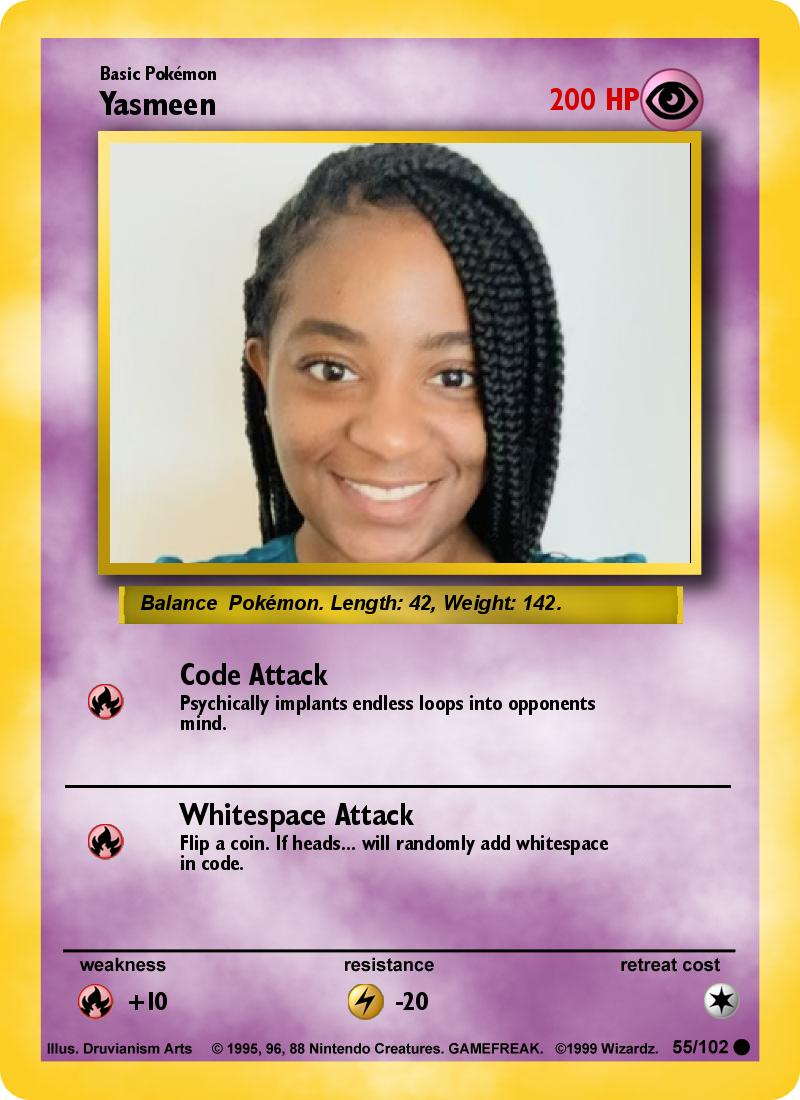 Basic Pokémon
Yasmeen
200 HP
Balance  Pokémon. Length: 42, Weight: 142.
Code Attack
Psychically implants endless loops into opponents
mind.
Whitespace Attack
Flip a coin. If heads... will randomly add whitespace
in code.
weakness resistance retreat cost
+10 -20
Illus. Druvianism Arts © 1995, 96, 88 Nintendo Creatures. GAMEFREAK. ©1999 Wizardz. 55/102